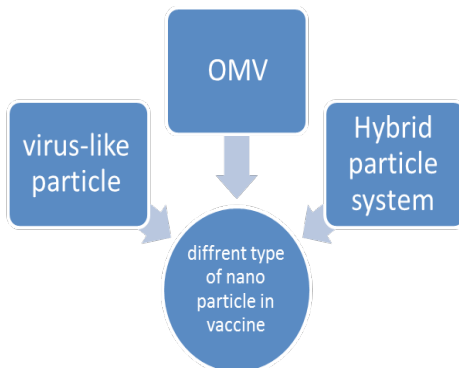 OMV
virus-like
particle
Hybrid
particle
system
diffrent type
of nano
particle in
vaccine